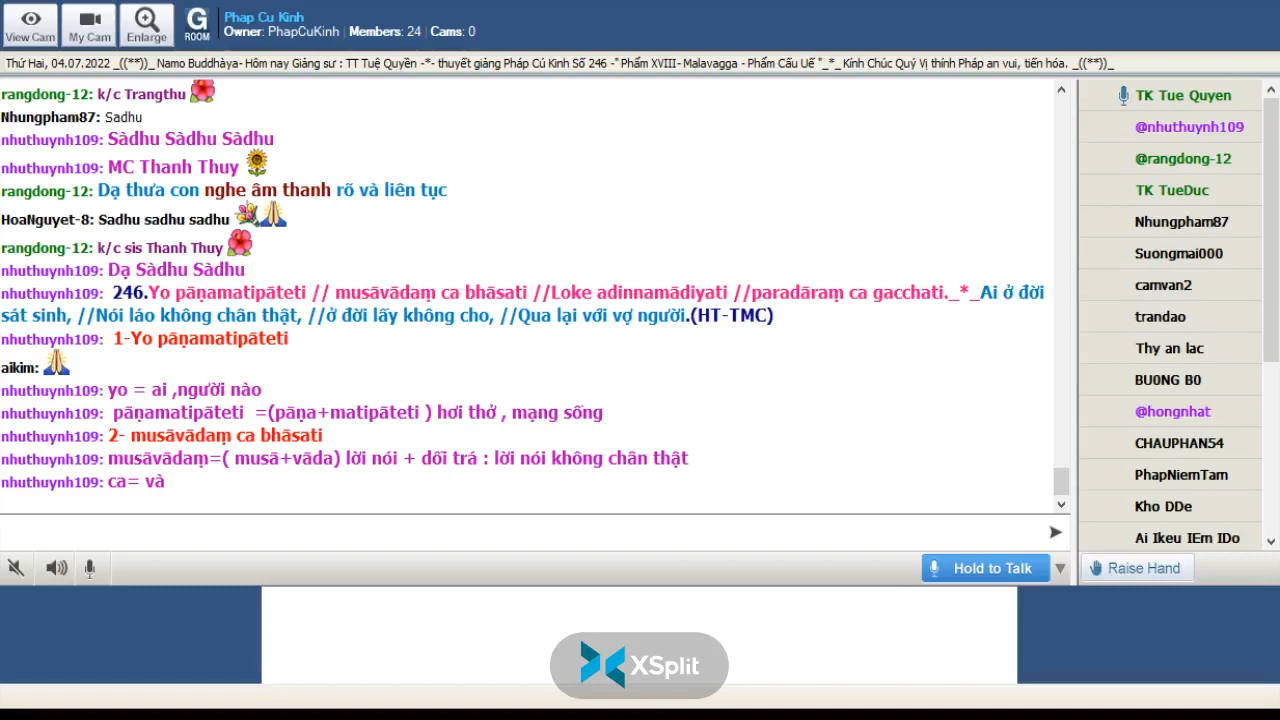 View Cam
My Cam
Enlarge
G
ROOM
Phap Cu Kinh
Owner: PhapCuKinh | Members: 24 | Cams: 0
Thứ Hai, 04.07.2022 _((**))_ Namo Buddhàya- Hôm nay Giảng sư : TT Tuệ Quyền -*- thuyết giảng Pháp Cú Kinh Số 246 -" Phẩm XVIII- Malavagga - Phẩm Cấu Uế "_*_ Kính Chúc Quý Vị thính Pháp an vui, tiến hóa. _((**))_
rangdong-12: k/c Trangthu
Nhungpham87: Sadhu
nhuthuynh109: Sàdhu Sàdhu Sàdhu
nhuthuynh109: MC Thanh Thuy
rangdong-12: Dạ thưa con nghe âm thanh rõ và liên tục
HoaNguyet-8: Sadhu sadhu sadhu
rangdong-12: k/c sis Thanh Thuy
nhuthuynh109: Dạ Sàdhu Sàdhu
nhuthuynh109: 246.Yo pāṇamatipāteti // musāvādaṃ ca bhāsati //Loke adinnamādiyati //paradāraṃ ca gacchati._*_Ai ở đời
sát sinh, //Nói láo không chân thật, //ở đời lấy không cho, //Qua lại với vợ người.(HT-TMC)
nhuthuynh109: 1-Yo pāṇamatipāteti
aikim:
nhuthuynh109: yo = ai ,người nào
nhuthuynh109: pāṇamatipāteti =(pāṇa+matipāteti ) hơi thở , mạng sống
nhuthuynh109: 2- musāvādaṃ ca bhāsati
nhuthuynh109: musāvādaṃ=( musā+vāda) lời nói + dối trá : lời nói không chân thật
nhuthuynh109: ca= và
TK Tue Quyen
@nhuthuynh109
@rangdong-12
TK TueDuc
Nhungpham87
Suongmai000
camvan2
trandao
Thy an lac
BU0NG B0
@hongnhat
CHAUPHAN54
PhapNiemTam
Kho DDe
Ai Ikeu IEm IDo
Hold to Talk
Raise Hand
XSplit